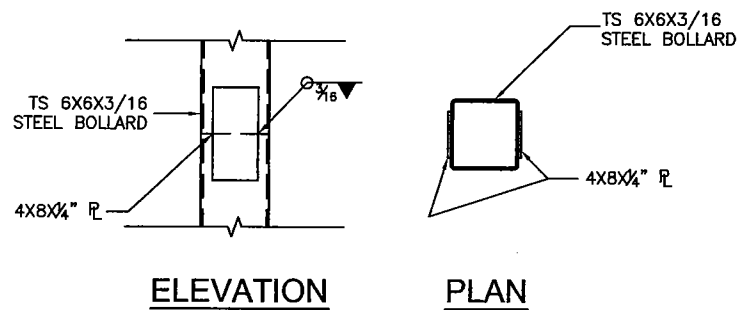 TS 6X6X3/16
STEEL BOLLARD
4X8X¼" PL
3/16
ELEVATION
TS 6X6X3/16
STEEL BOLLARD
4X8X¼" PL
PLAN